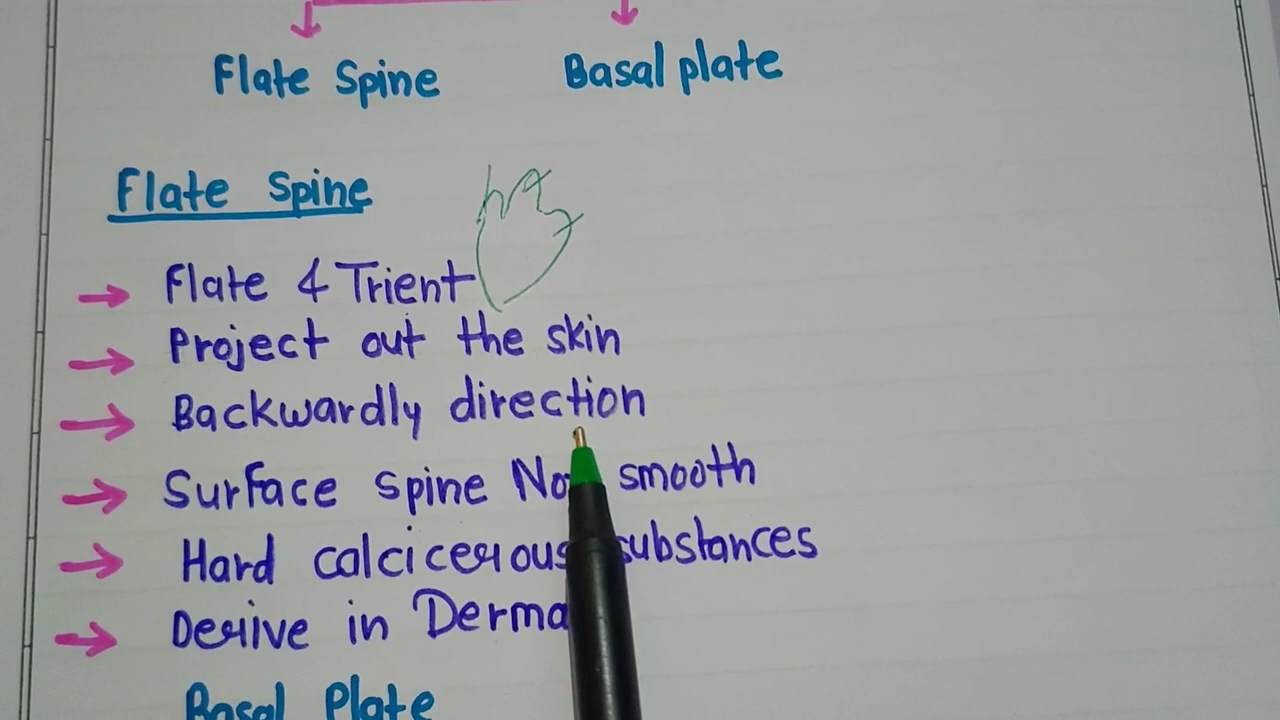 Flate Spine Basal plate
Flate Spine
Flate & Trient
Project out the skin
Backwardly direction
Surface spine smooth
Hard calcicerous substances
Derive in
Basal Plate